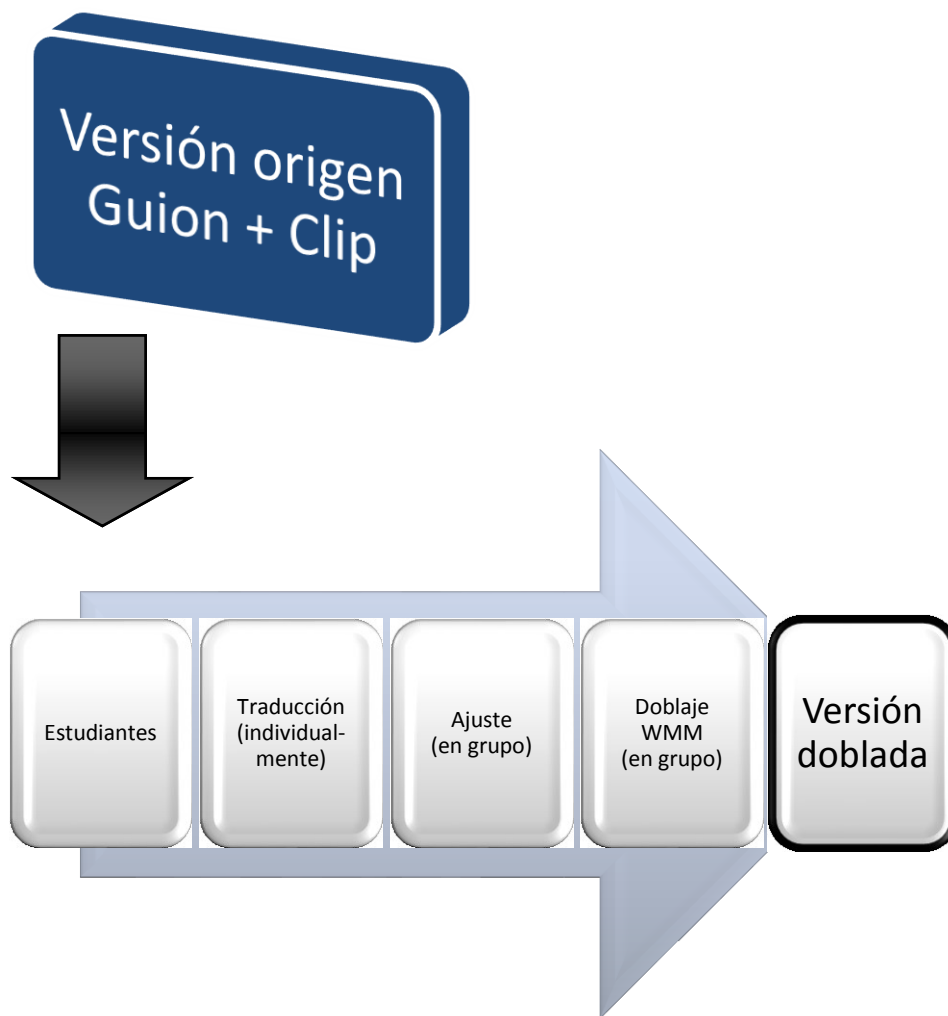 Versión origen
Guion + Clip
Estudiantes
Traducción
(individual-
mente)
Ajuste
(en grupo)
Doblaje
WMM
(en grupo)
Versión
doblada